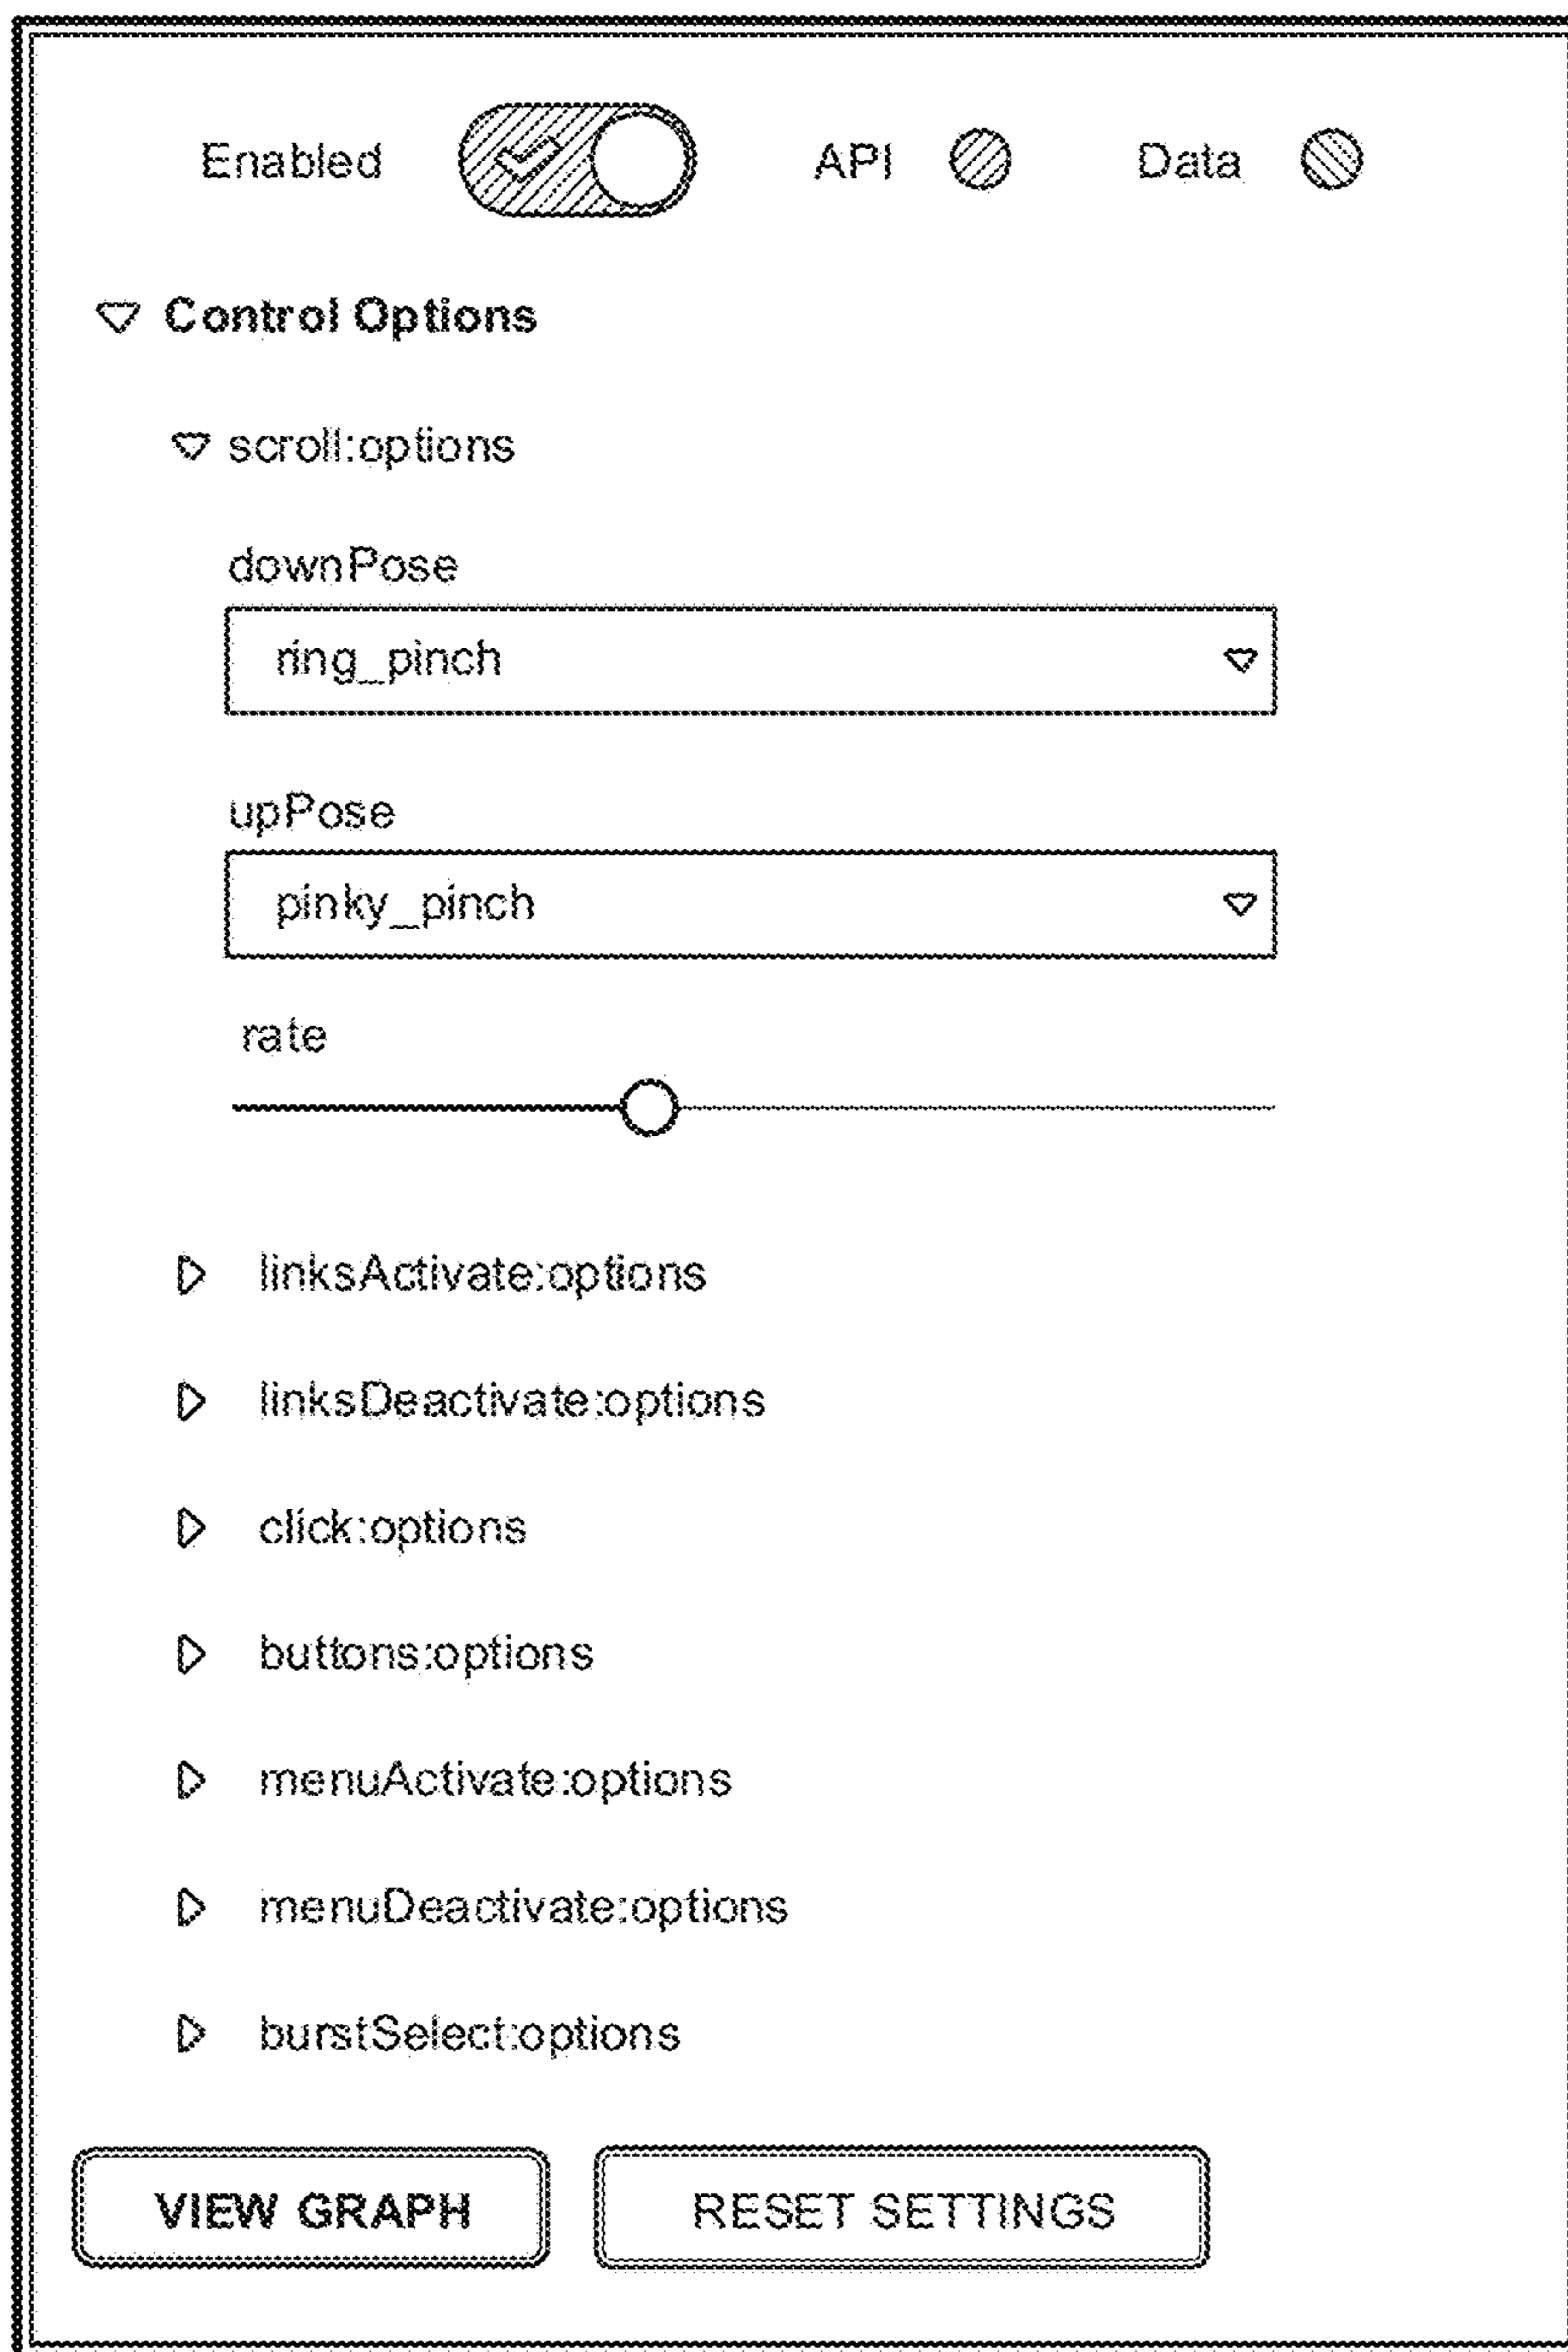 Enabled API Data
Control Options
scroll:options
downPose
ring_pinch
upPose
pinky_pinch
rate
linksActivate:options
linksDeactivate:options
click:options
buttons:options
menuActivate:options
menuDeactivate:options
burstSelect:options
VIEW GRAPH RESET SETTINGS